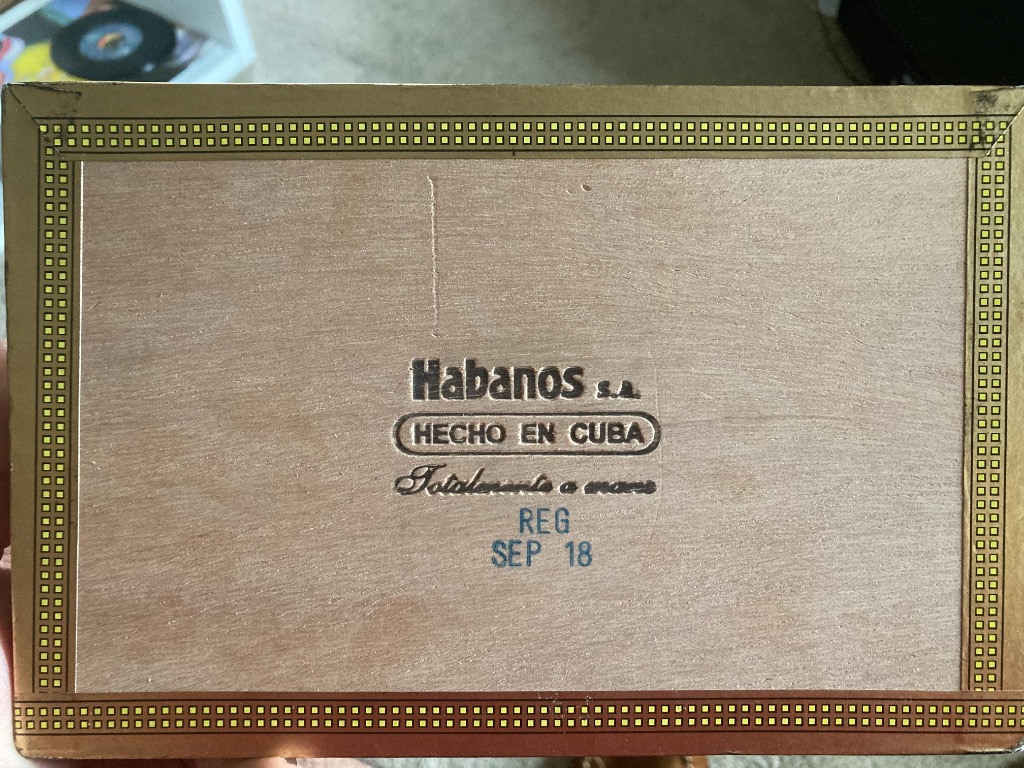 Habanos s.a.
HECHO EN CUBA
Totalmente a mano
REG
SEP 18